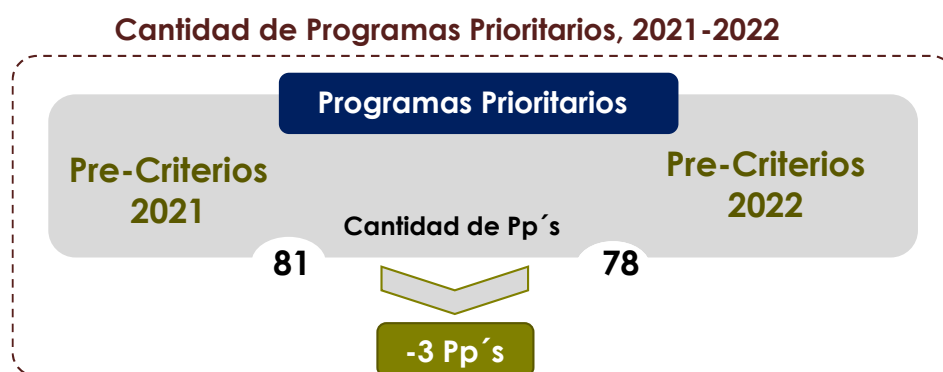 Cantidad de Programas Prioritarios, 2021-2022
Programas Prioritarios
Pre-Criterios
2021
Pre-Criterios
2022
Cantidad de Pp´s
81
78
-3 Pp´s